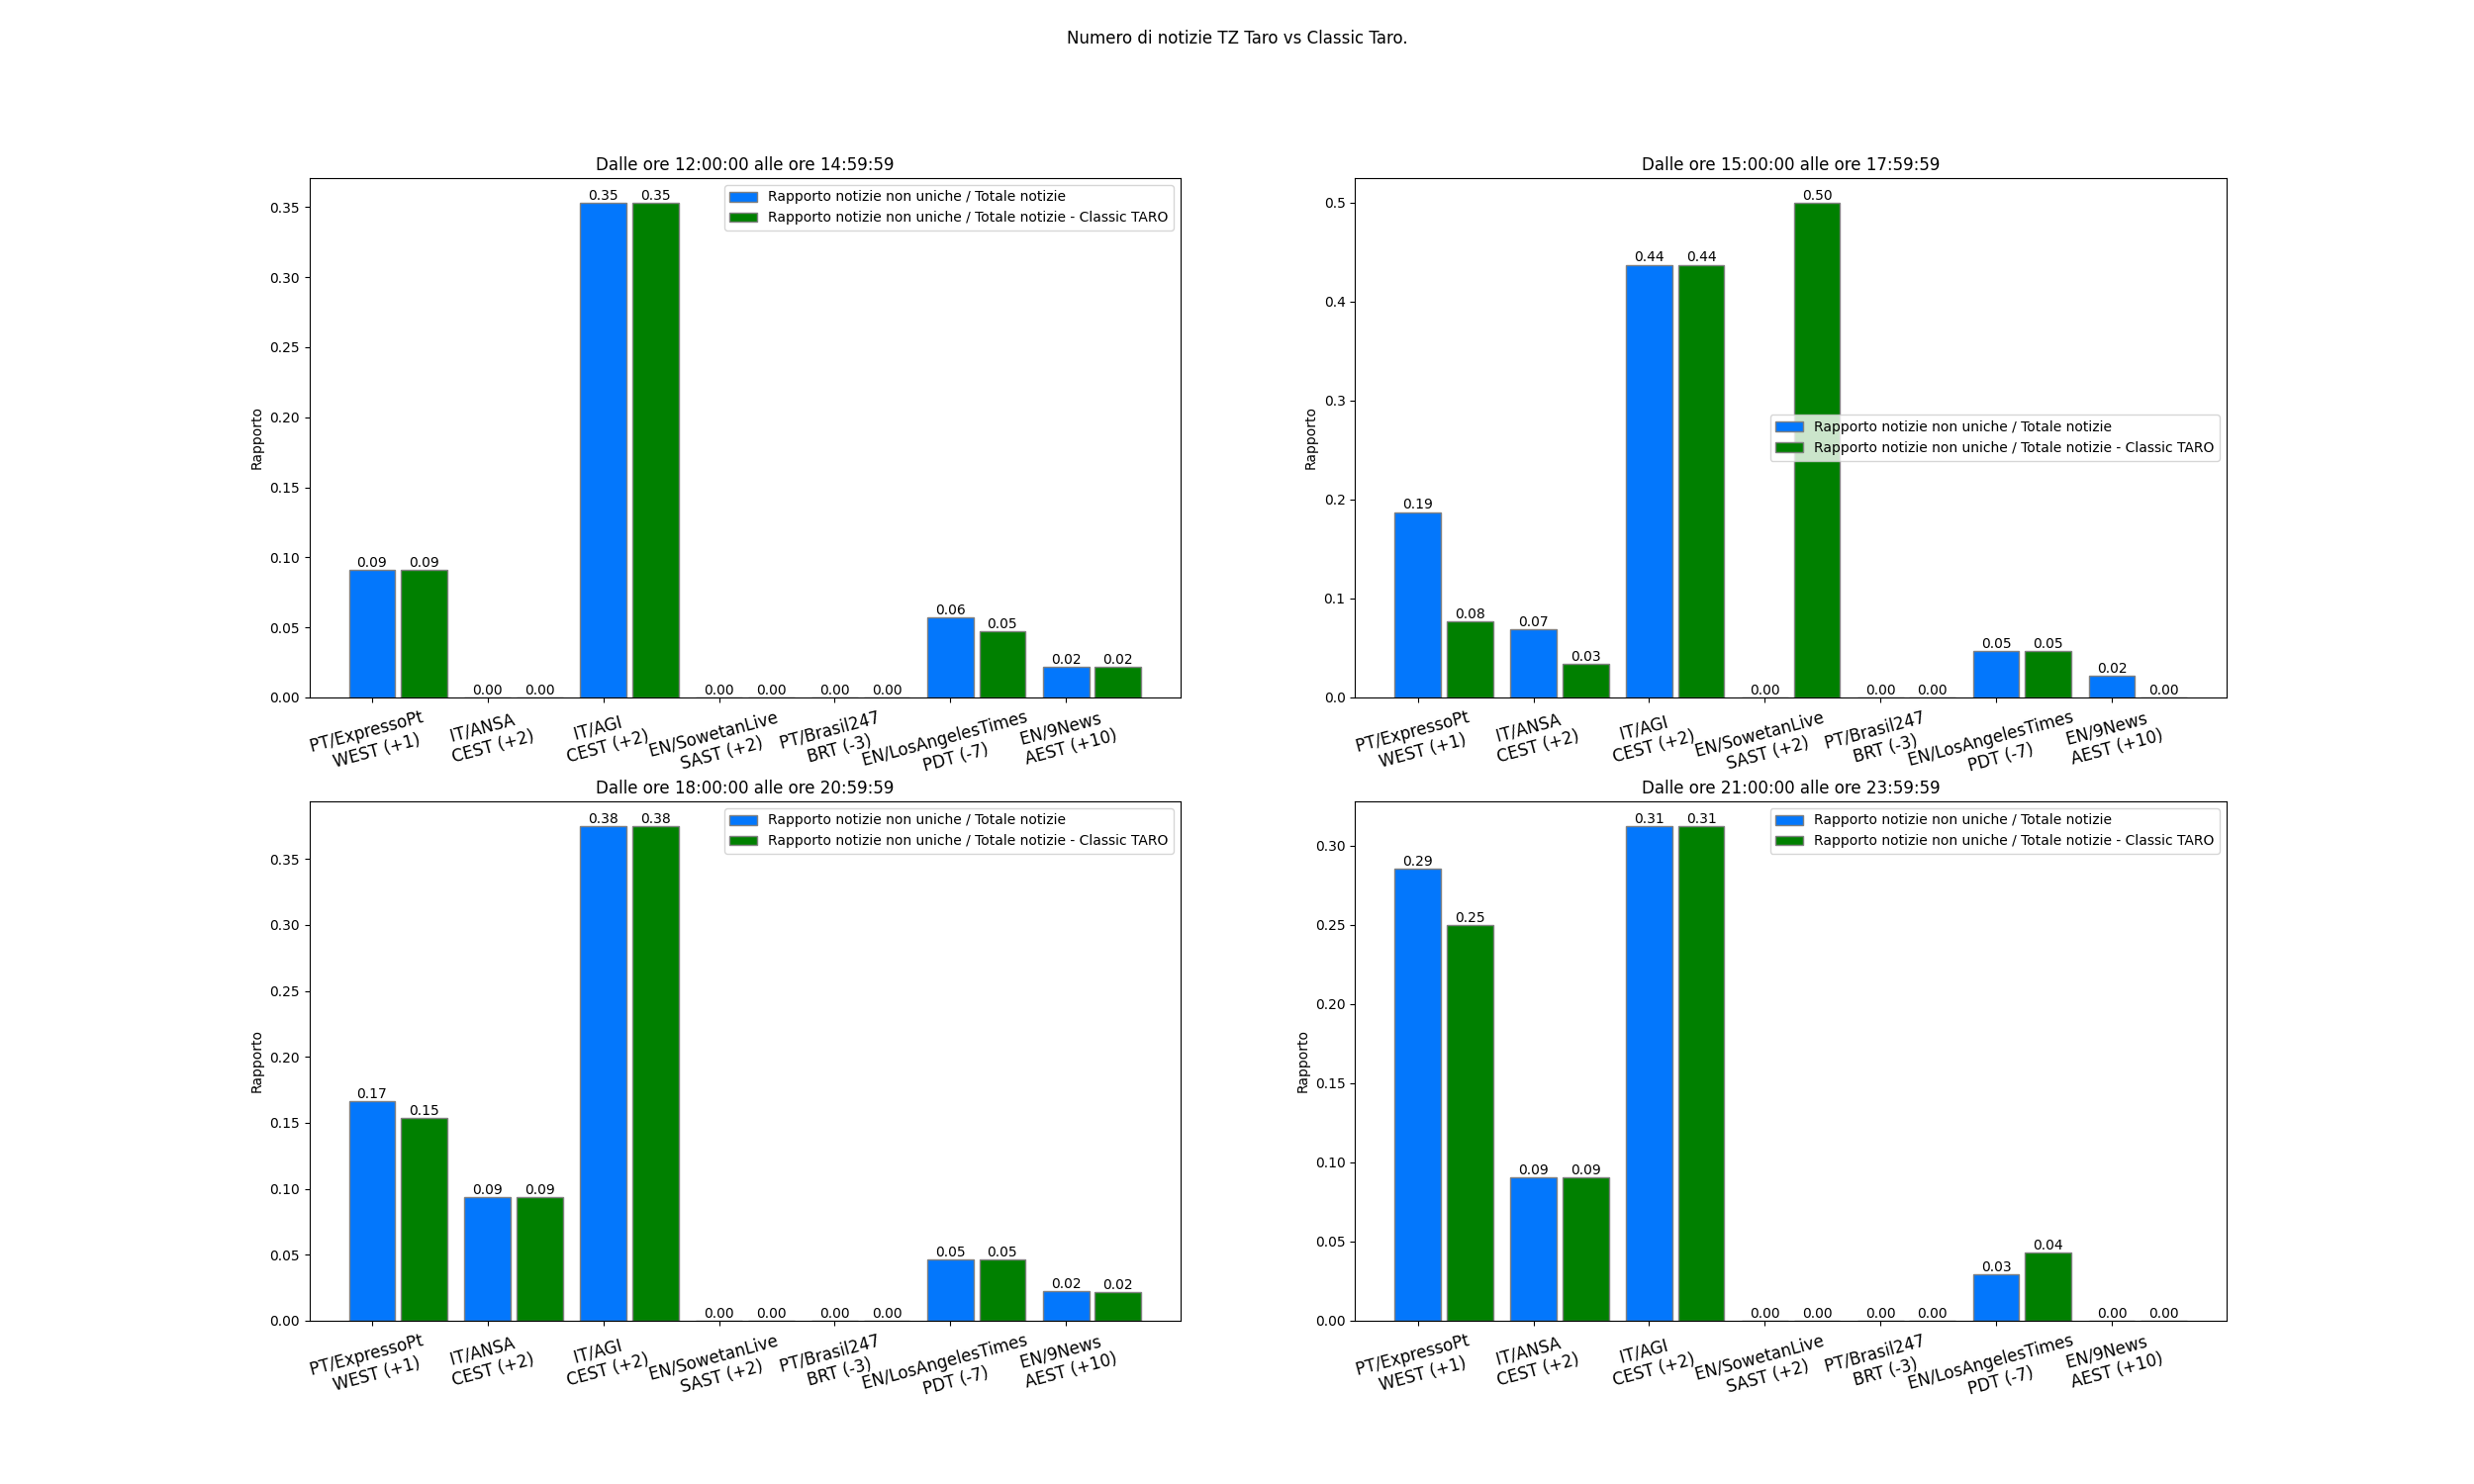 Numero di notizie TZ Taro vs Classic Taro.
Dalle ore 12:00:00 alle ore 14:59:59
Rapporto notizie non uniche / Totale notizie
Rapporto notizie non uniche / Totale notizie - Classic TARO
Rapporto
0.35
0.30
0.25
0.20
0.15
0.10
0.05
0.00
0.09 0.09 0.00 0.00 0.35 0.35 0.00 0.00 0.00 0.00 0.06 0.05 0.02 0.02
PT/ExpressoPt
WEST (+1)
IT/ANSA
CEST (+2)
IT/AGI
CEST (+2)
EN/SowetanLive
SAST (+2)
PT/Brasil247
BRT (-3)
EN/LosAngelesTimes
PDT (-7)
EN/9News
AEST (+10)
Dalle ore 15:00:00 alle ore 17:59:59
Rapporto notizie non uniche / Totale notizie
Rapporto notizie non uniche / Totale notizie - Classic TARO
Rapporto
0.5
0.4
0.3
0.2
0.1
0.0
0.19 0.08 0.07 0.03 0.44 0.44 0.00 0.50 0.00 0.00 0.05 0.05 0.02 0.00
PT/ExpressoPt
WEST (+1)
IT/ANSA
CEST (+2)
IT/AGI
CEST (+2)
EN/SowetanLive
SAST (+2)
PT/Brasil247
BRT (-3)
EN/LosAngelesTimes
PDT (-7)
EN/9News
AEST (+10)
Dalle ore 18:00:00 alle ore 20:59:59
Rapporto notizie non uniche / Totale notizie
Rapporto notizie non uniche / Totale notizie - Classic TARO
Rapporto
0.35
0.30
0.25
0.20
0.15
0.10
0.05
0.00
0.17 0.15 0.09 0.09 0.38 0.38 0.00 0.00 0.00 0.00 0.05 0.05 0.02 0.02
PT/ExpressoPt
WEST (+1)
IT/ANSA
CEST (+2)
IT/AGI
CEST (+2)
EN/SowetanLive
SAST (+2)
PT/Brasil247
BRT (-3)
EN/LosAngelesTimes
PDT (-7)
EN/9News
AEST (+10)
Dalle ore 21:00:00 alle ore 23:59:59
Rapporto notizie non uniche / Totale notizie
Rapporto notizie non uniche / Totale notizie - Classic TARO
Rapporto
0.30
0.25
0.20
0.15
0.10
0.05
0.00
0.29 0.25 0.09 0.09 0.31 0.31 0.00 0.00 0.00 0.00 0.03 0.04 0.00 0.00
PT/ExpressoPt
WEST (+1)
IT/ANSA
CEST (+2)
IT/AGI
CEST (+2)
EN/SowetanLive
SAST (+2)
PT/Brasil247
BRT (-3)
EN/LosAngelesTimes
PDT (-7)
EN/9News
AEST (+10)